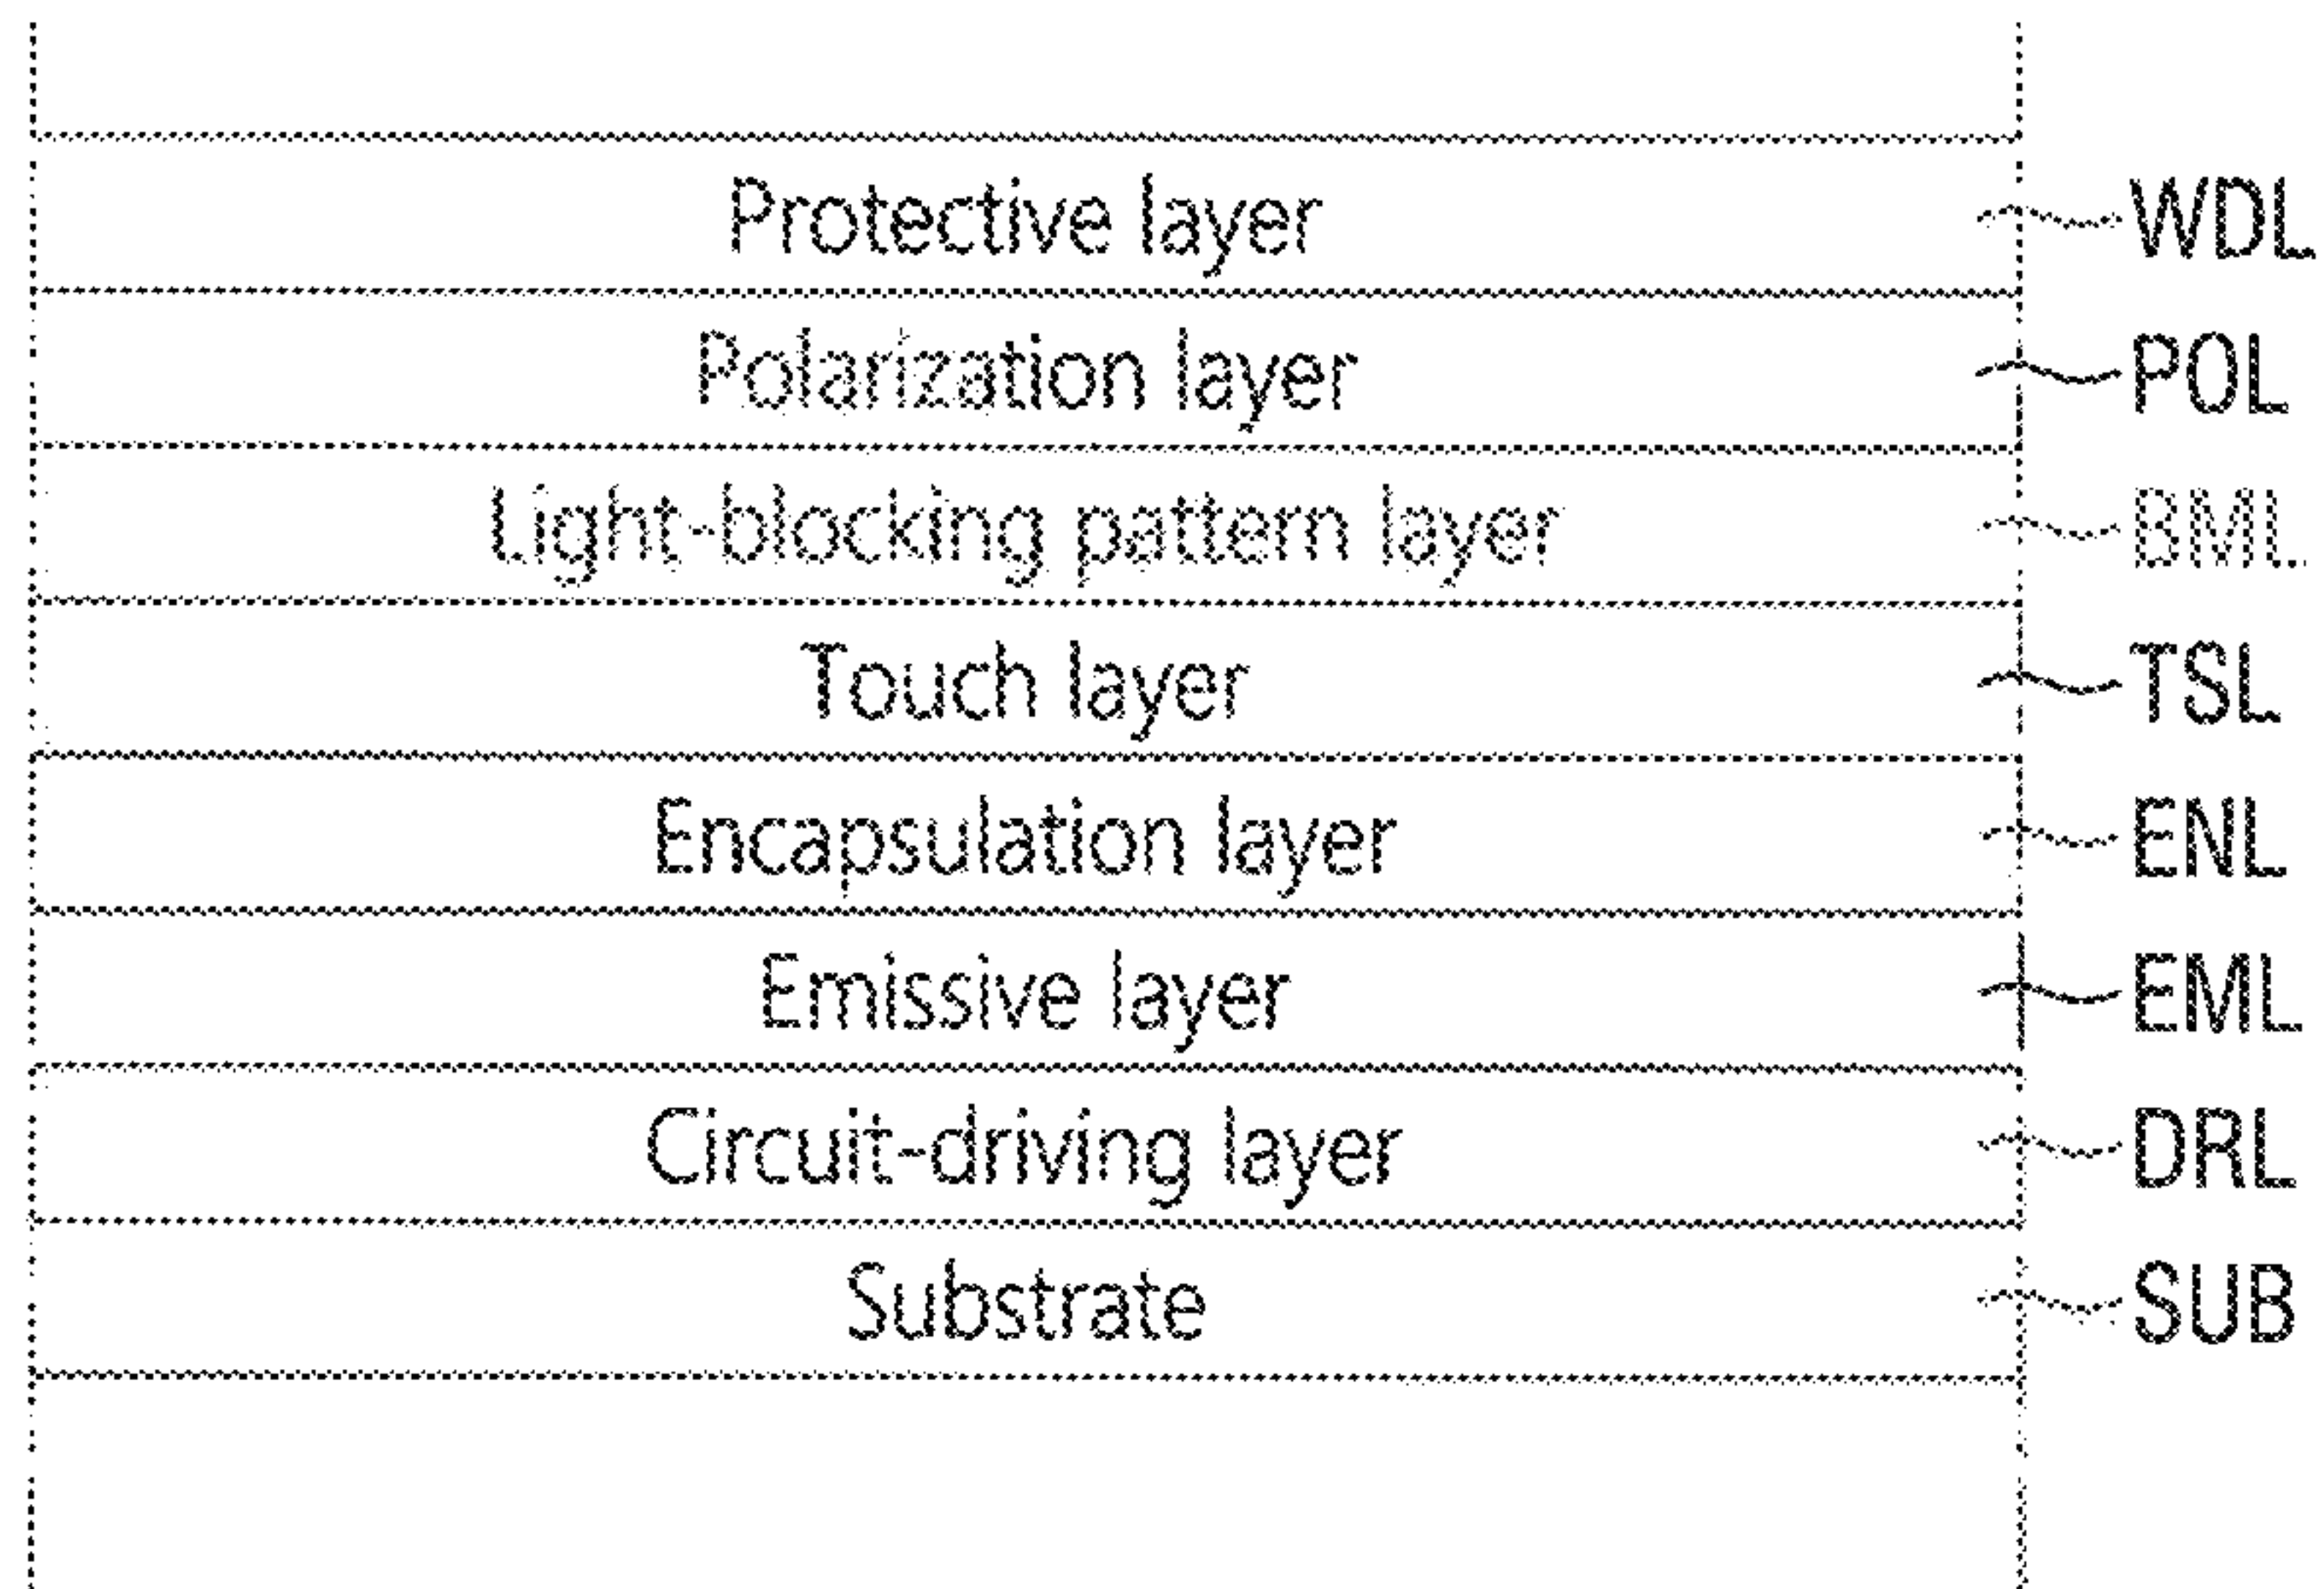 Protective layer WDL
Polarization layer POL
Light-blocking pattern layer BML
Touch layer TSL
Encapsulation layer ENL
Emissive layer EML
Circuit-driving layer DRL
Substrate SUB